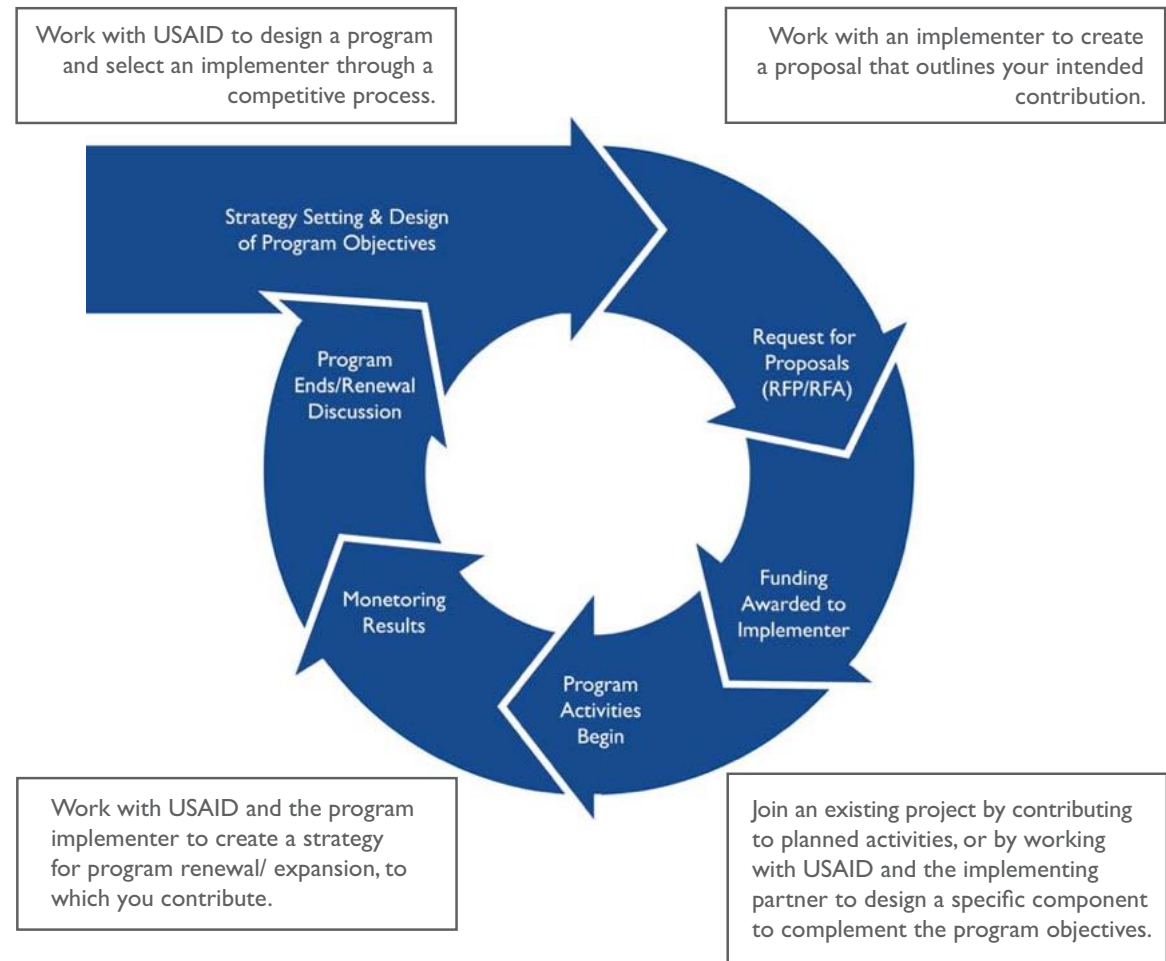 Work with USAID to design a program
and select an implementer through a
competitive process.
Work with an implementer to create
a proposal that outlines your intended
contribution.
Strategy Setting & Design
of Program Objectives
Request for
Proposals
(RFP/RFA)
Funding
Awarded to
Implementer
Program
Activities
Begin
Monetoring
Results
Program
Ends/Renewal
Discussion
Work with USAID and the program
implementer to create a strategy
for program renewal/ expansion, to
which you contribute.
Join an existing project by contributing
to planned activities, or by working
with USAID and the implementing
partner to design a specific component
to complement the program objectives.